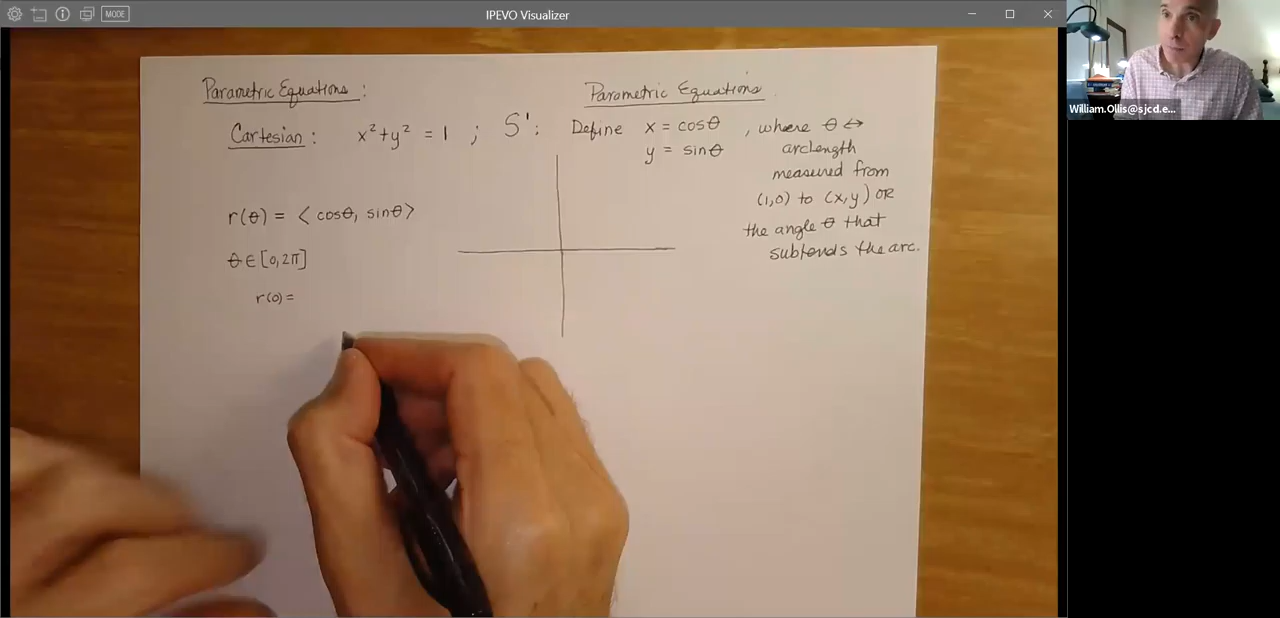 MODE
IPEVO Visualizer
William.Ollis@sjcd.e...
Parametric Equations :
Cartesian : x² + y² = 1 ; S¹ :
r(θ) = ⟨ cosθ, sinθ ⟩
θ ∈ [0, 2π]
r(0) =
Parametric Equations
Define x = cosθ , where θ ↔
y = sinθ arclength
measured from
(1,0) to (x,y) OR
the angle θ that
subtends the arc.